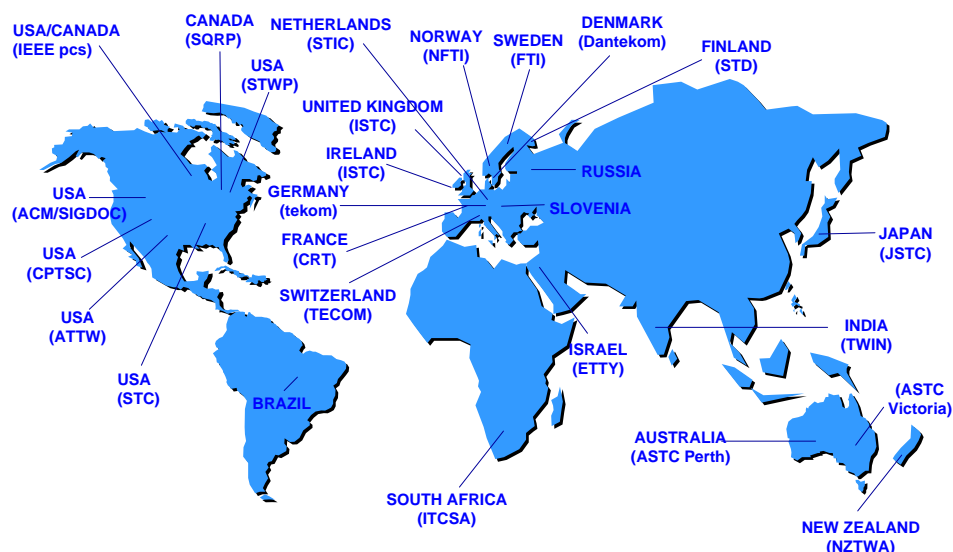 USA/CANADA
(IEEE pcs)
CANADA
(SQRP)
USA
(STWP)
NETHERLANDS
(STIC)
NORWAY
(NFTI)
SWEDEN
(FTI)
DENMARK
(Dantekom)
FINLAND
(STD)
UNITED KINGDOM
(ISTC)
IRELAND
(ISTC)
GERMANY
(tekom)
FRANCE
(CRT)
SWITZERLAND
(TECOM)
RUSSIA
SLOVENIA
USA
(ACM/SIGDOC)
USA
(CPTSC)
USA
(ATTW)
USA
(STC)
BRAZIL
JAPAN
(JSTC)
INDIA
(TWIN)
ISRAEL
(ETTY)
(ASTC
Victoria)
AUSTRALIA
(ASTC Perth)
SOUTH AFRICA
(ITCSA)
NEW ZEALAND
(NZTWA)